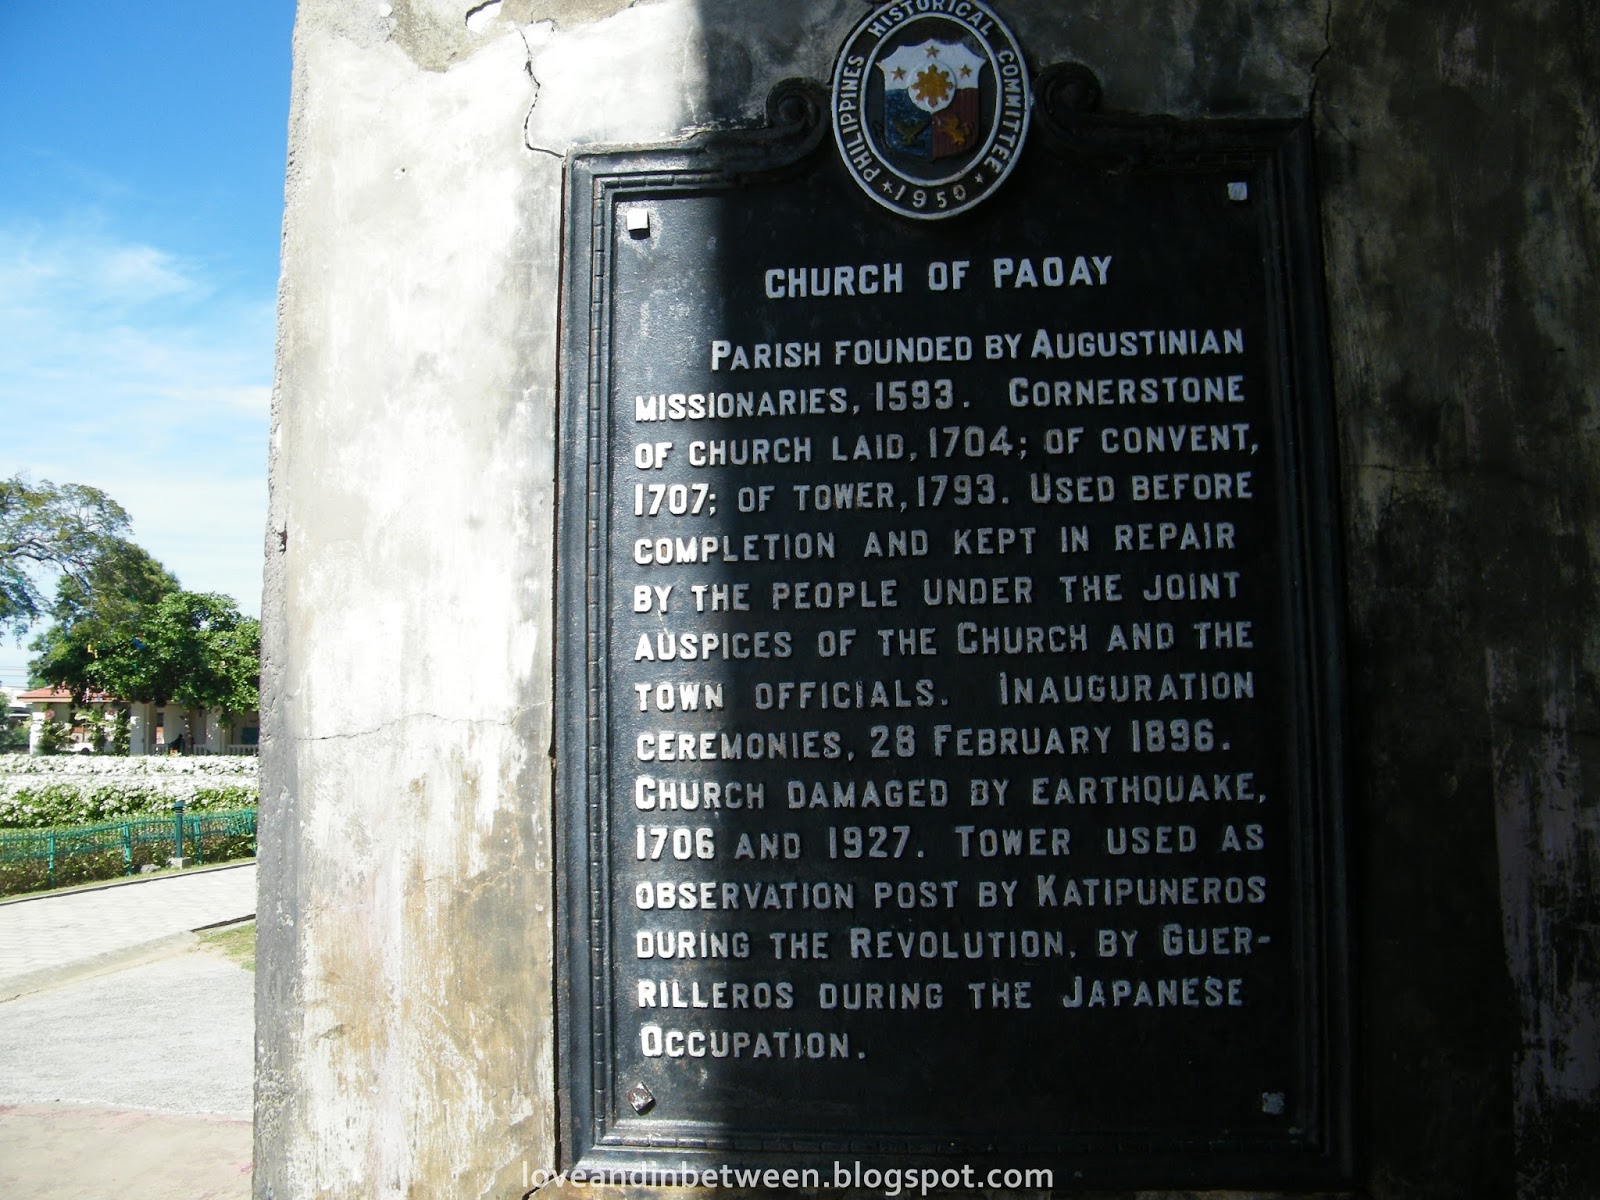 PHILIPPINES HISTORICAL COMMITTEE
★ 1950 ★
CHURCH OF PAOAY
PARISH FOUNDED BY AUGUSTINIAN
MISSIONARIES, 1593. CORNERSTONE
OF CHURCH LAID, 1704; OF CONVENT,
1707; OF TOWER, 1793. USED BEFORE
COMPLETION AND KEPT IN REPAIR
BY THE PEOPLE UNDER THE JOINT
AUSPICES OF THE CHURCH AND THE
TOWN OFFICIALS. INAUGURATION
CEREMONIES, 28 FEBRUARY 1896.
CHURCH DAMAGED BY EARTHQUAKE,
1706 AND 1927. TOWER USED AS
OBSERVATION POST BY KATIPUNEROS
DURING THE REVOLUTION, BY GUER-
RILLEROS DURING THE JAPANESE
OCCUPATION.
loveandinbetween.blogspot.com